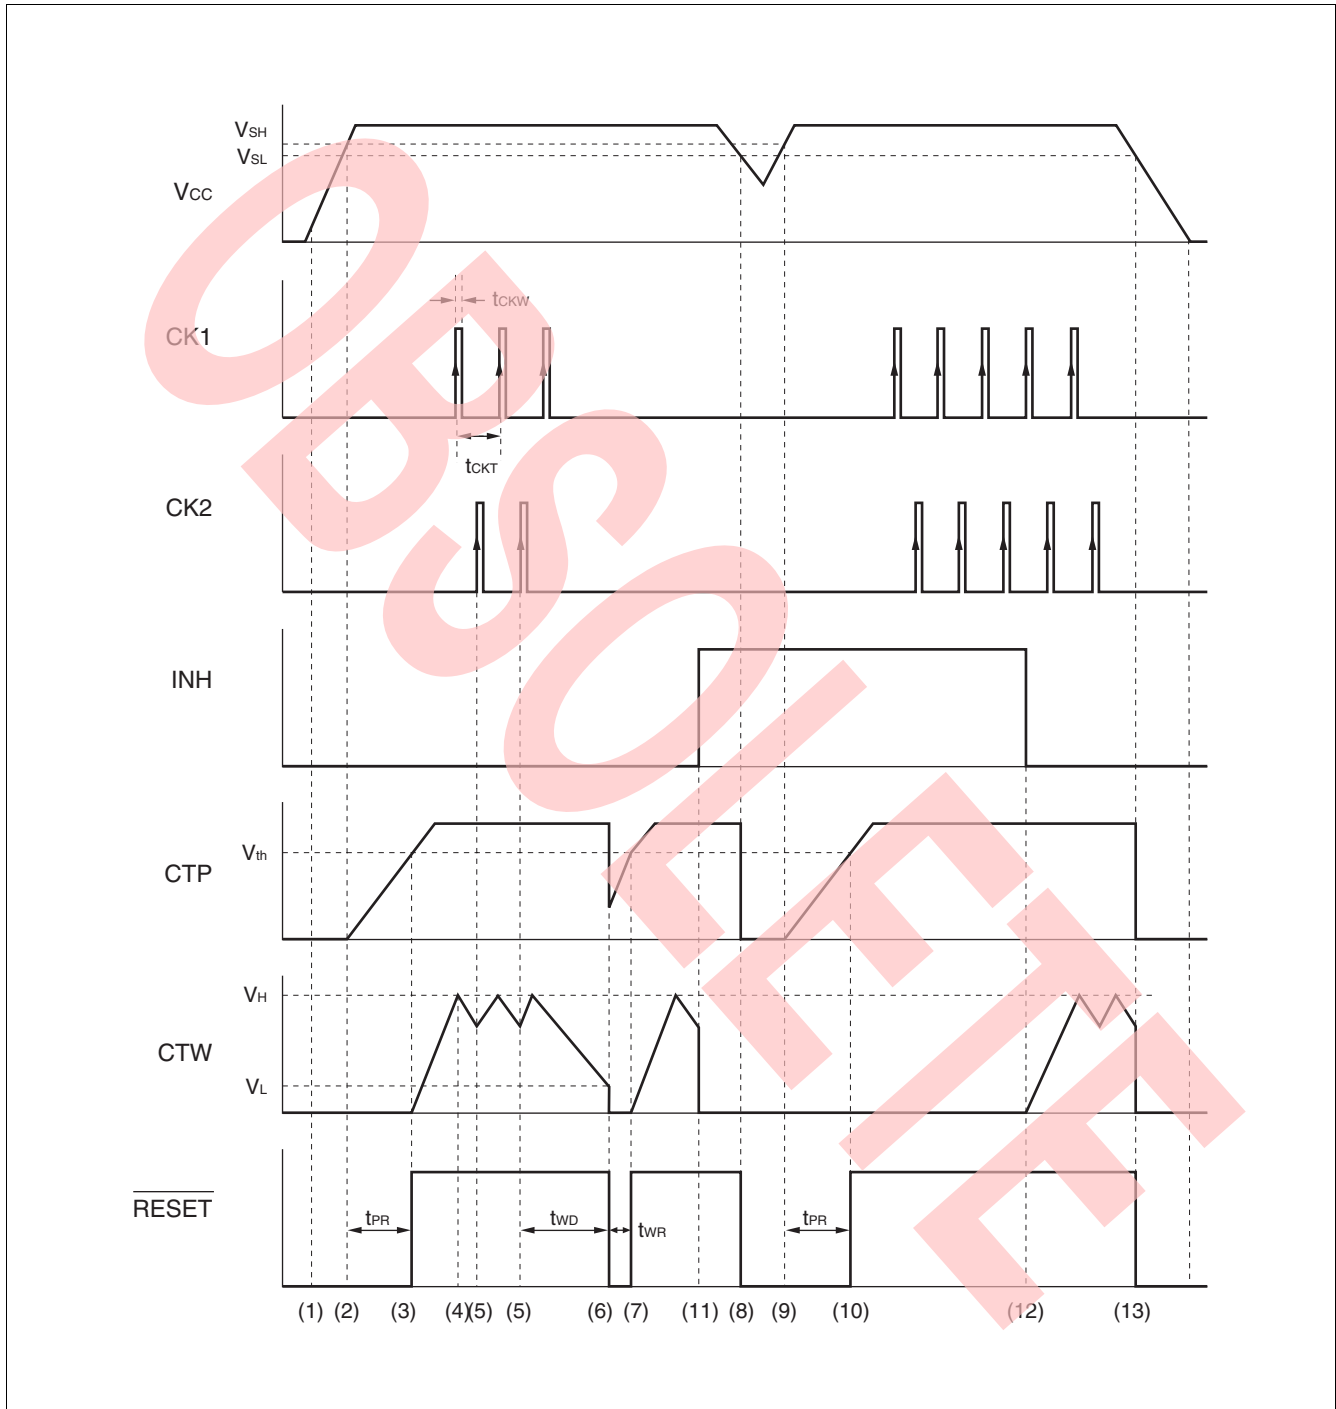 VSH
VSL
VCC
tCKW
CK1
tCKT
CK2
INH
Vth
CTP
VH
CTW
VL
RESET
tPR
tWD
tWR
tPR
(1) (2) (3) (4) (5) (5) (6) (7) (11) (8) (9) (10) (12) (13)
OBSOLETE